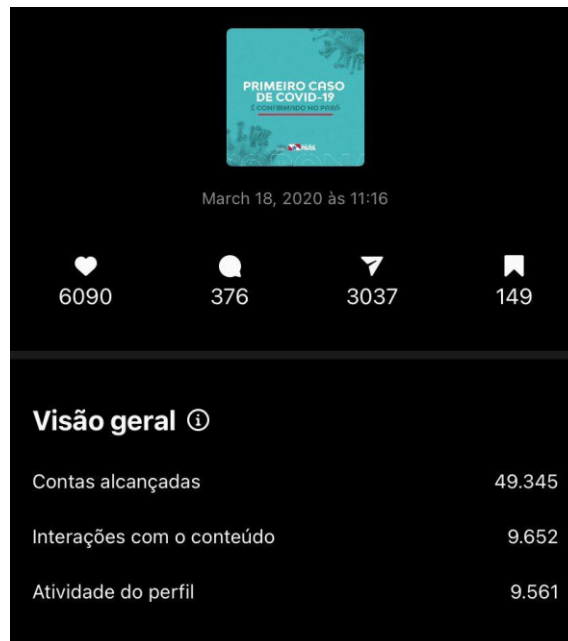 PRIMEIRO CASO
DE COVID-19
É CONFIRMADO NO PARÁ
March 18, 2020 às 11:16
6090 376 3037 149
Visão geral
Contas alcançadas 49.345
Interações com o conteúdo 9.652
Atividade do perfil 9.561